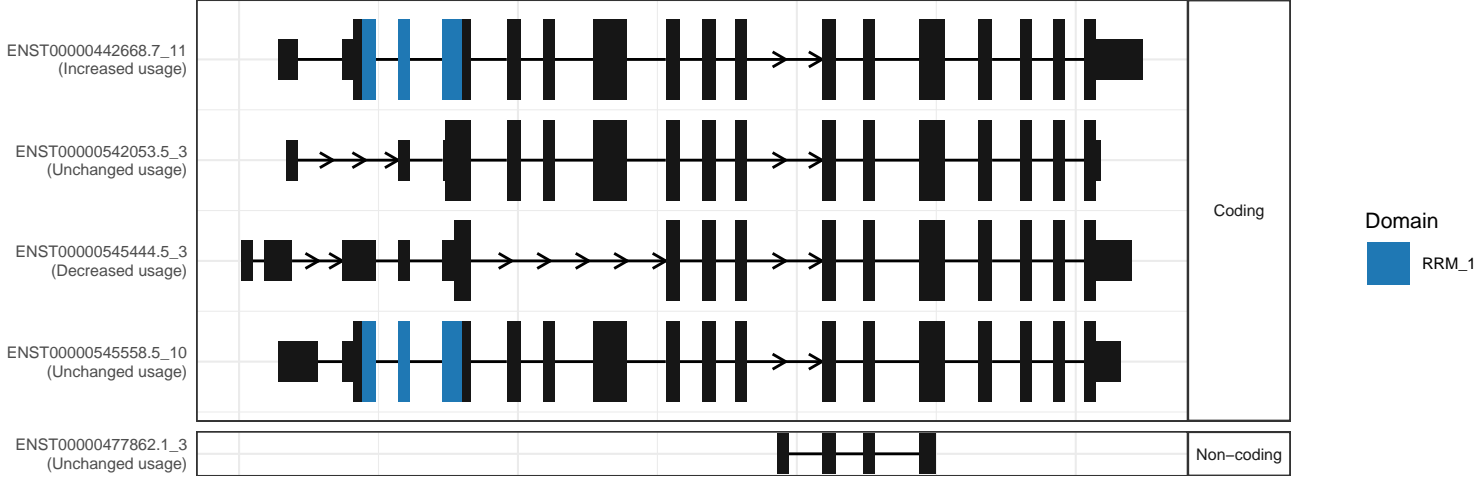 ENST00000442668.7_11
(Increased usage)
ENST00000542053.5_3
(Unchanged usage)
ENST00000545444.5_3
(Decreased usage)
ENST00000545558.5_10
(Unchanged usage)
Coding
ENST00000477862.1_3
(Unchanged usage)
Non−coding
Domain
RRM_1